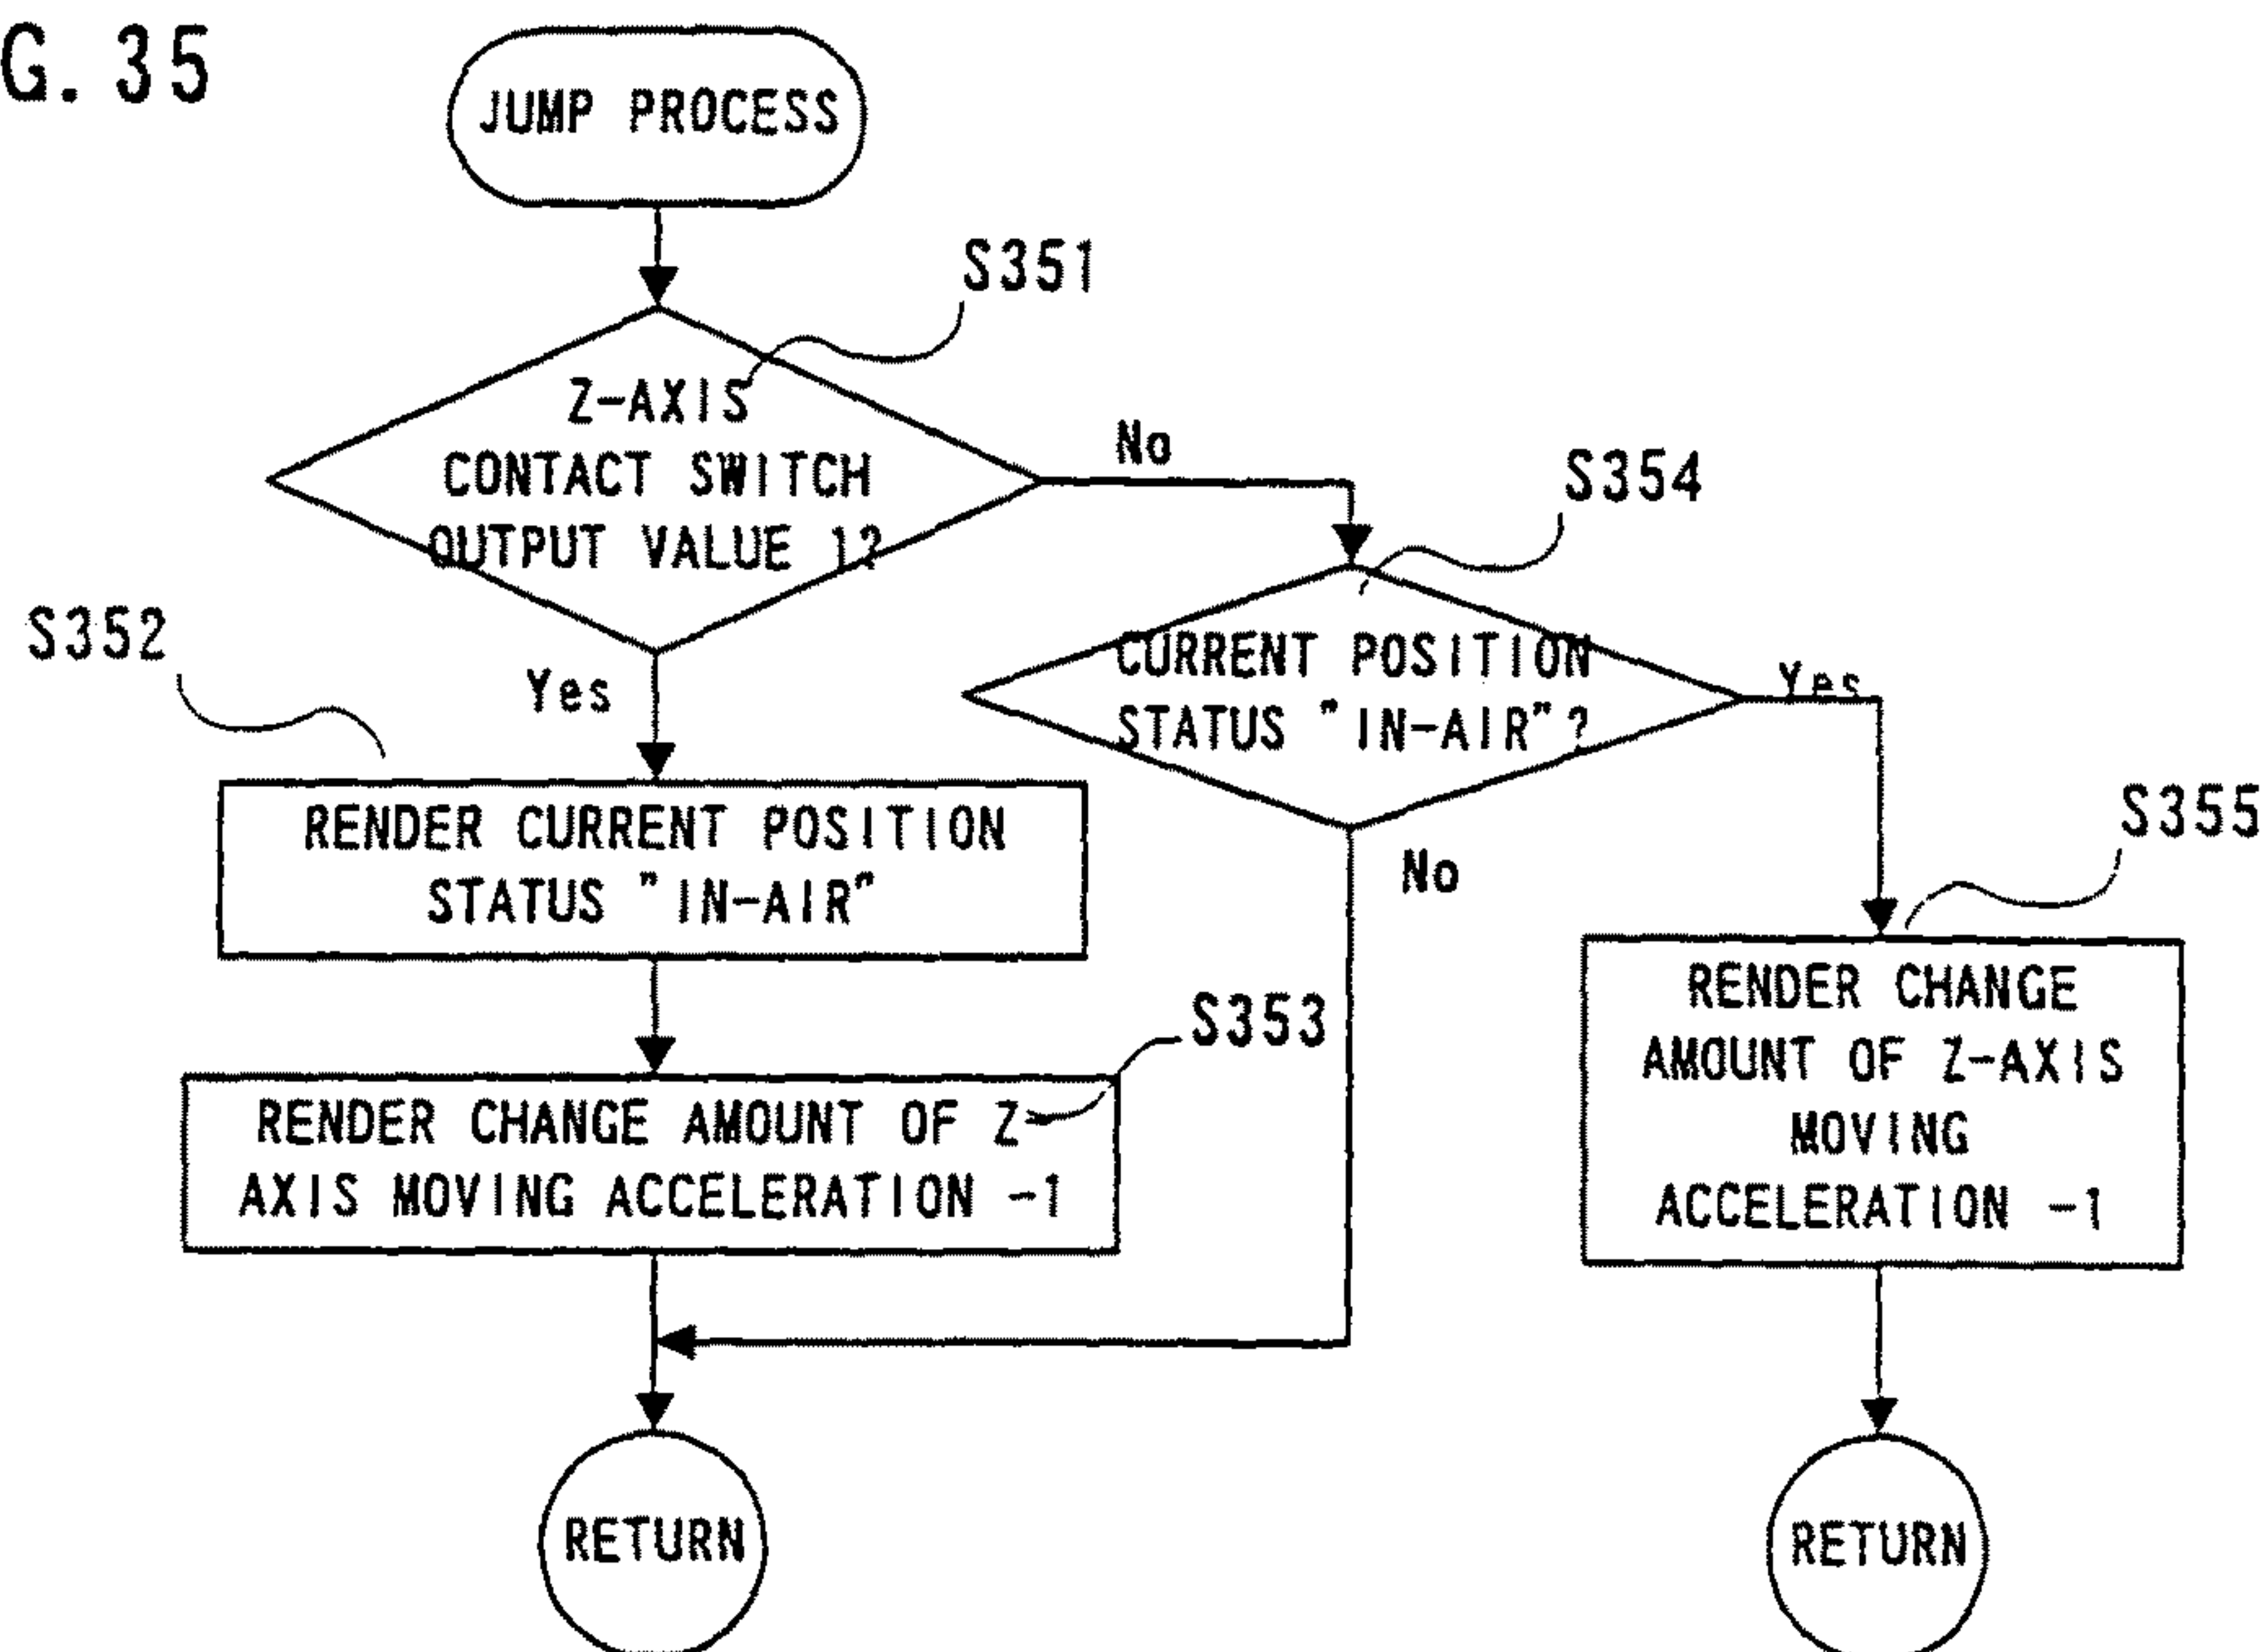 G. 35
JUMP PROCESS
S351
Z-AXIS
CONTACT SWITCH
OUTPUT VALUE 1?
No
S354
S352
Yes
CURRENT POSITION
STATUS "IN-AIR"?
Yes
RENDER CURRENT POSITION
STATUS "IN-AIR"
No
S355
S353
RENDER CHANGE AMOUNT OF Z-
AXIS MOVING ACCELERATION -1
RENDER CHANGE
AMOUNT OF Z-AXIS
MOVING
ACCELERATION -1
RETURN
RETURN